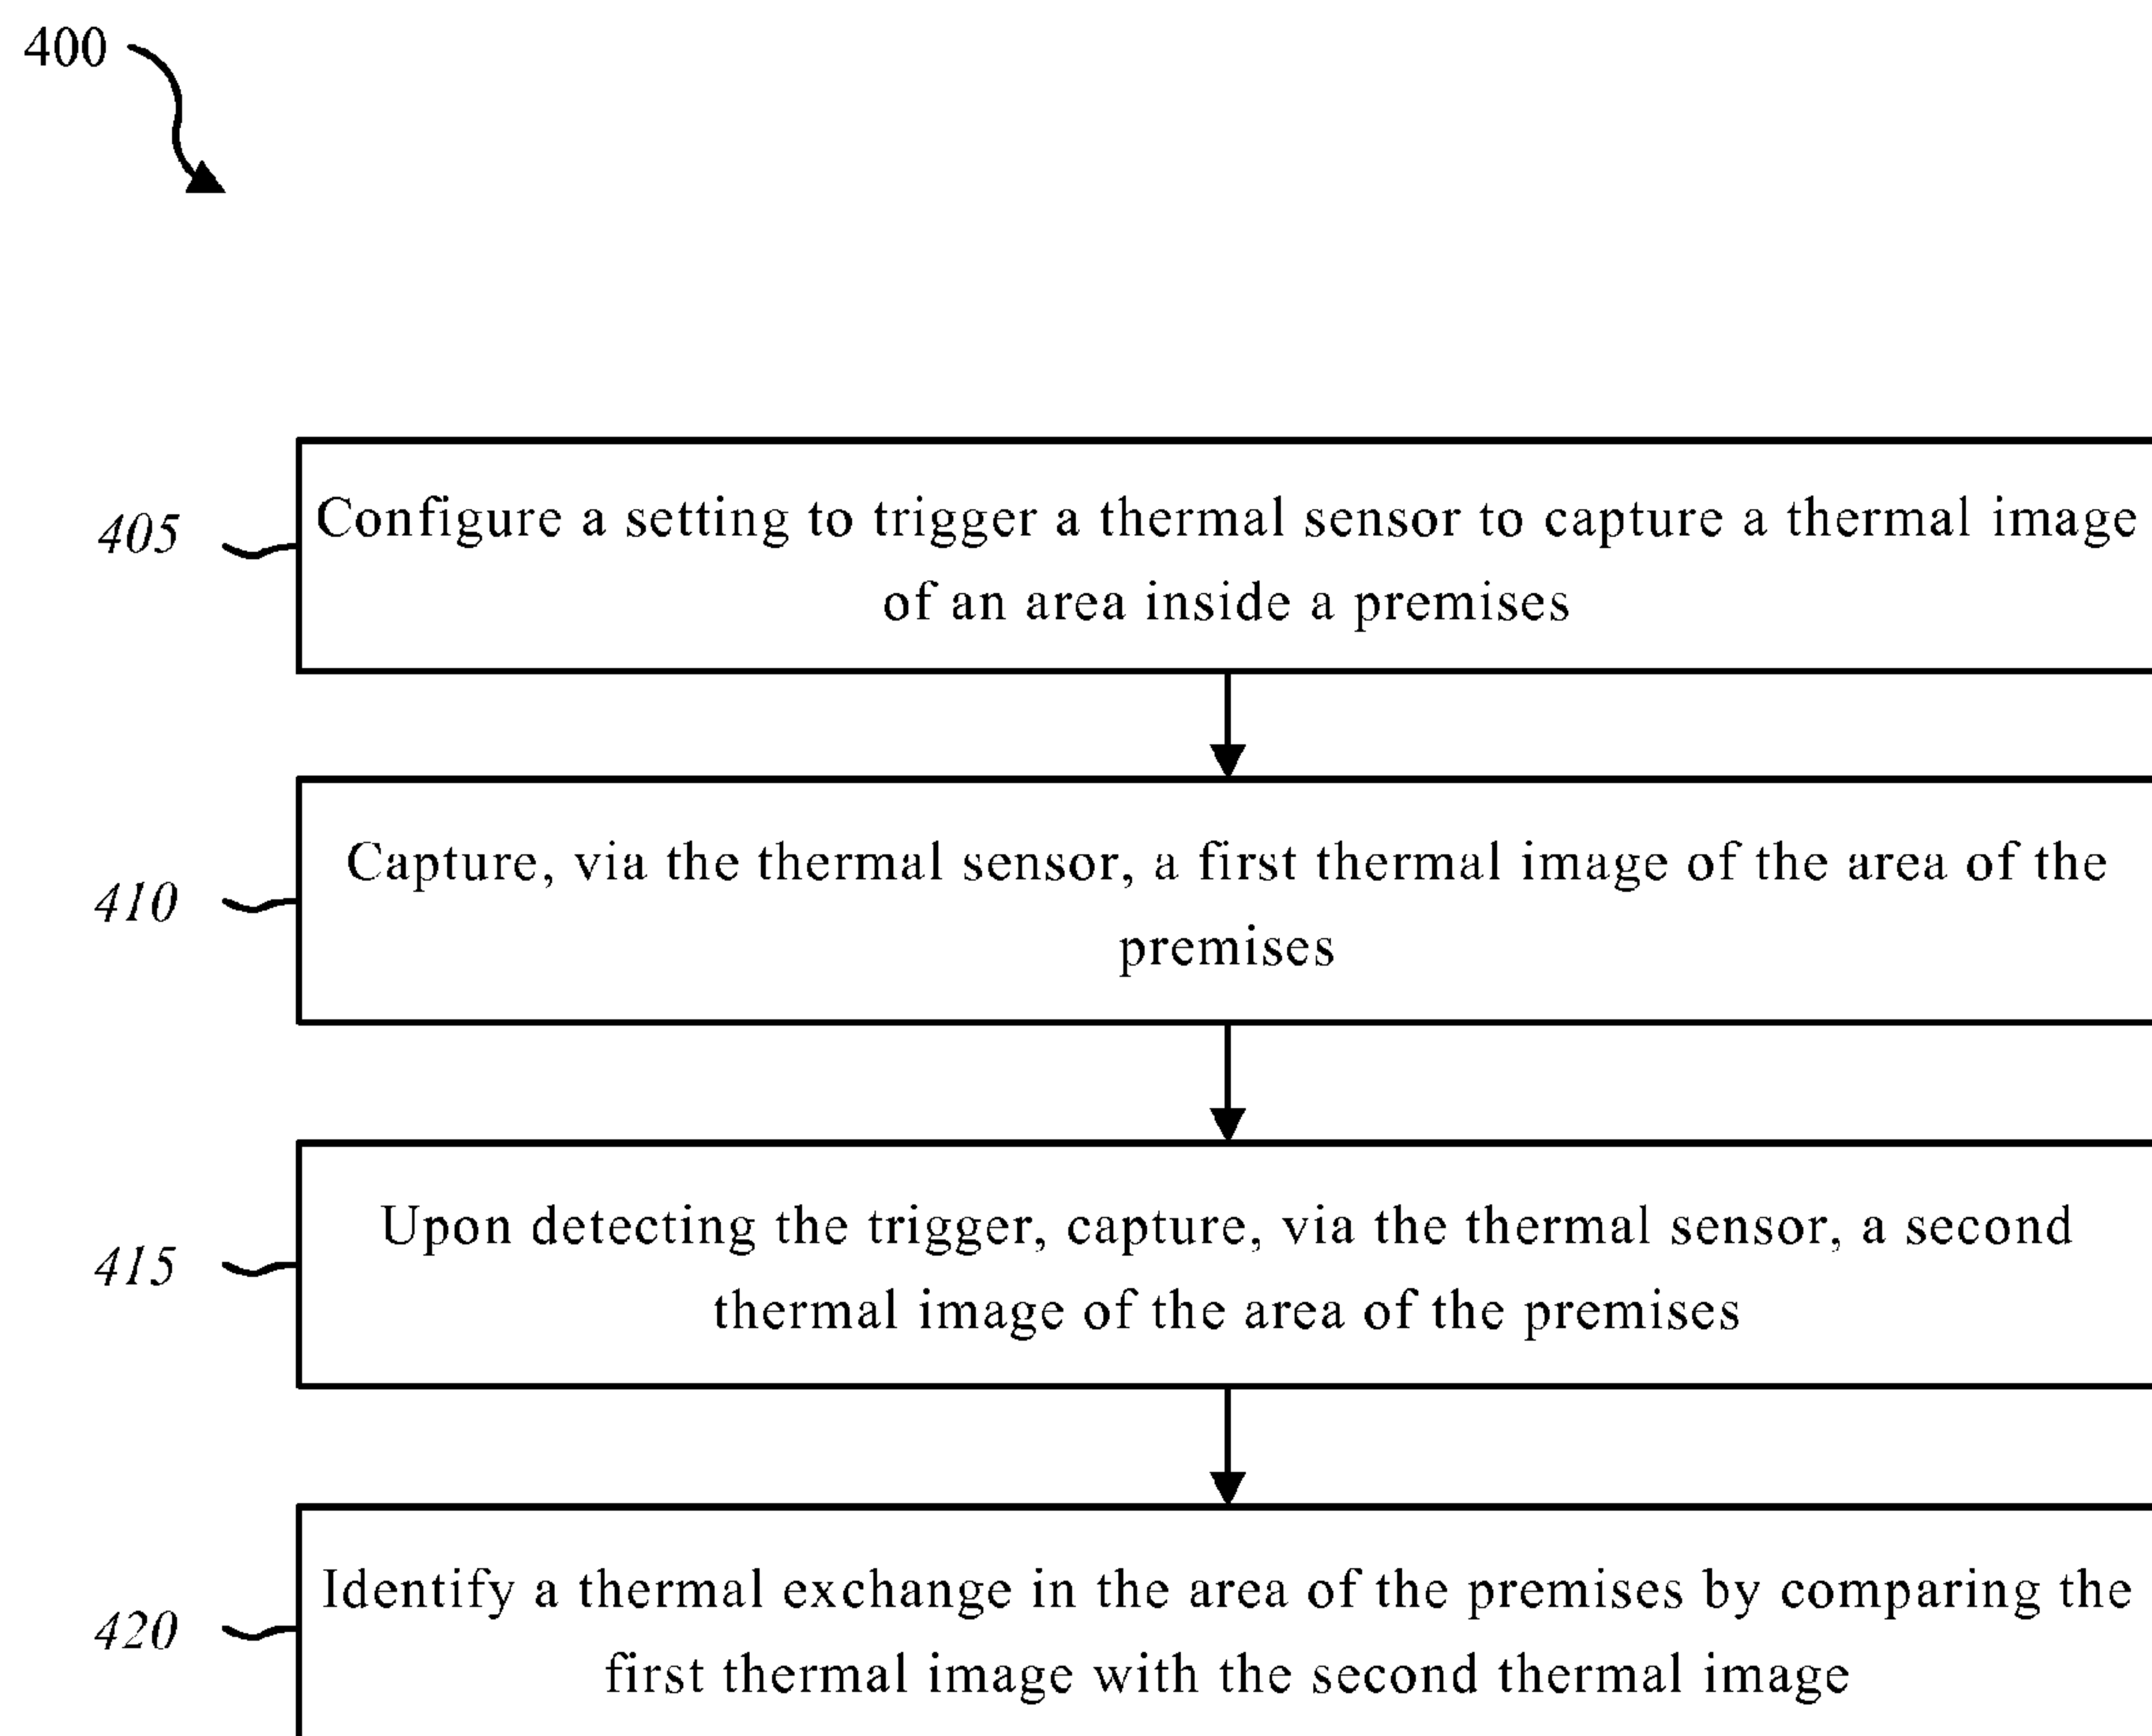 400
405
Configure a setting to trigger a thermal sensor to capture a thermal image
of an area inside a premises
410
Capture, via the thermal sensor, a first thermal image of the area of the
premises
415
Upon detecting the trigger, capture, via the thermal sensor, a second
thermal image of the area of the premises
420
Identify a thermal exchange in the area of the premises by comparing the
first thermal image with the second thermal image